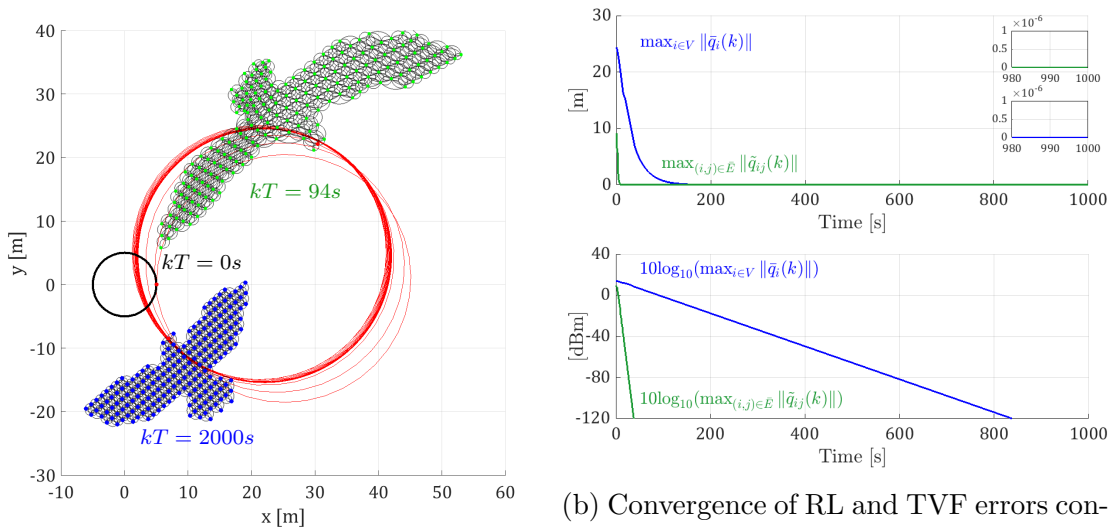 40
35
30
20
10
0
-10
-20
-30
y [m]
kT = 94s
kT = 0s
kT = 2000s
-10 0 10 20 30 40 50 60
x [m]
30
20
10
0
[m]
max_{i∈V} ‖q̄_i(k)‖
max_{(i,j)∈Ē} ‖q̃_{ij}(k)‖
×10^{-6}
1
0.5
0
980 990 1000
×10^{-6}
1
0.5
0
980 990 1000
0 200 400 600 800 1000
Time [s]
40
0
-40
-80
-120
[dBm]
10log_{10}(max_{i∈V} ‖q̄_i(k)‖)
10log_{10}(max_{(i,j)∈Ē} ‖q̃_{ij}(k)‖)
0 200 400 600 800 1000
Time [s]
(b) Convergence of RL and TVF errors con-